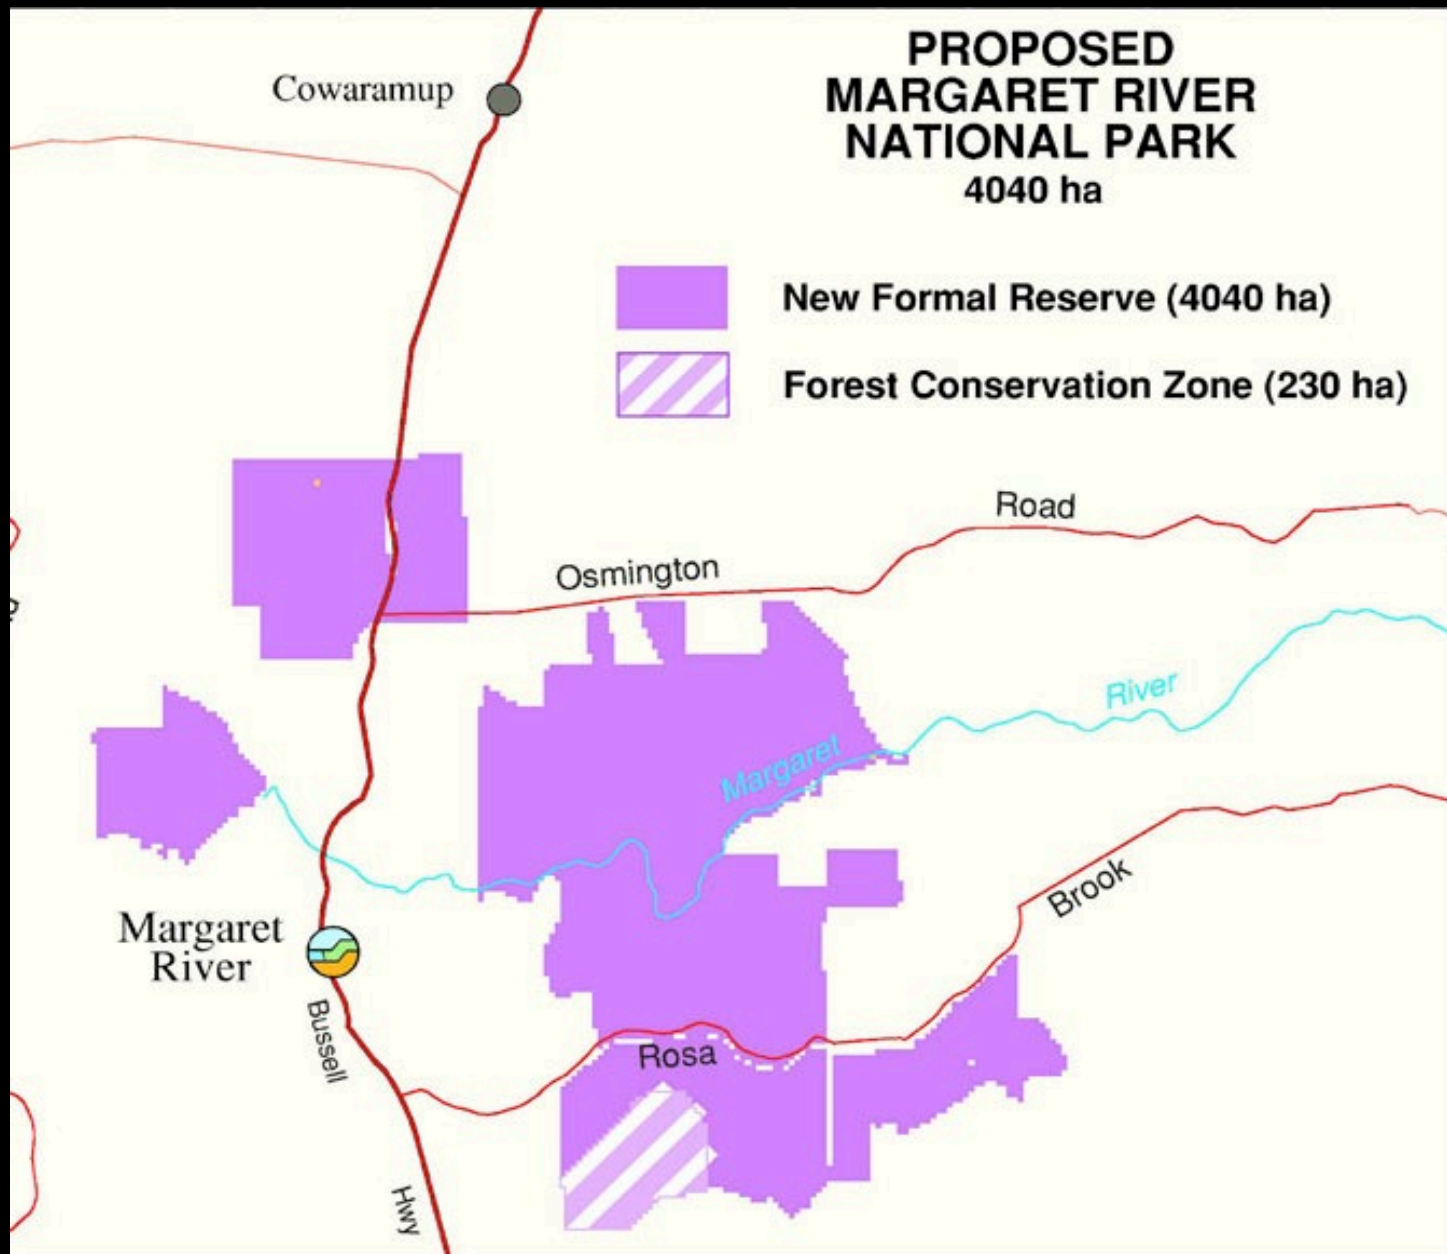 PROPOSED
MARGARET RIVER
NATIONAL PARK
4040 ha
Cowaramup
New Formal Reserve (4040 ha)
Forest Conservation Zone (230 ha)
Road
Osmington
River
Margaret
Brook
Margaret
River
Bussell
Rosa
Hwy